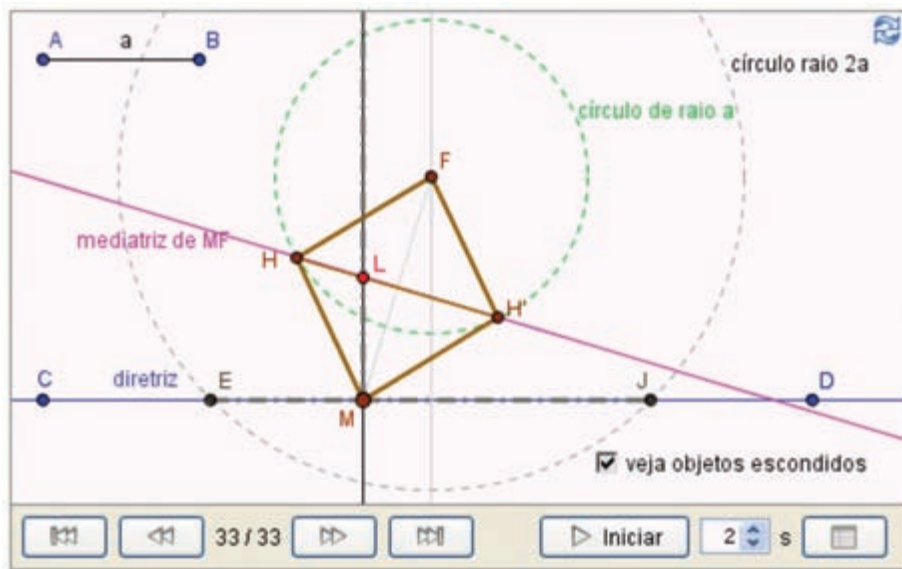 A a B
círculo raio 2a
círculo de raio a
F
mediatriz de MF
H L
H'
C diretriz E J D
M
veja objetos escondidos
33 / 33 Iniciar 2 s